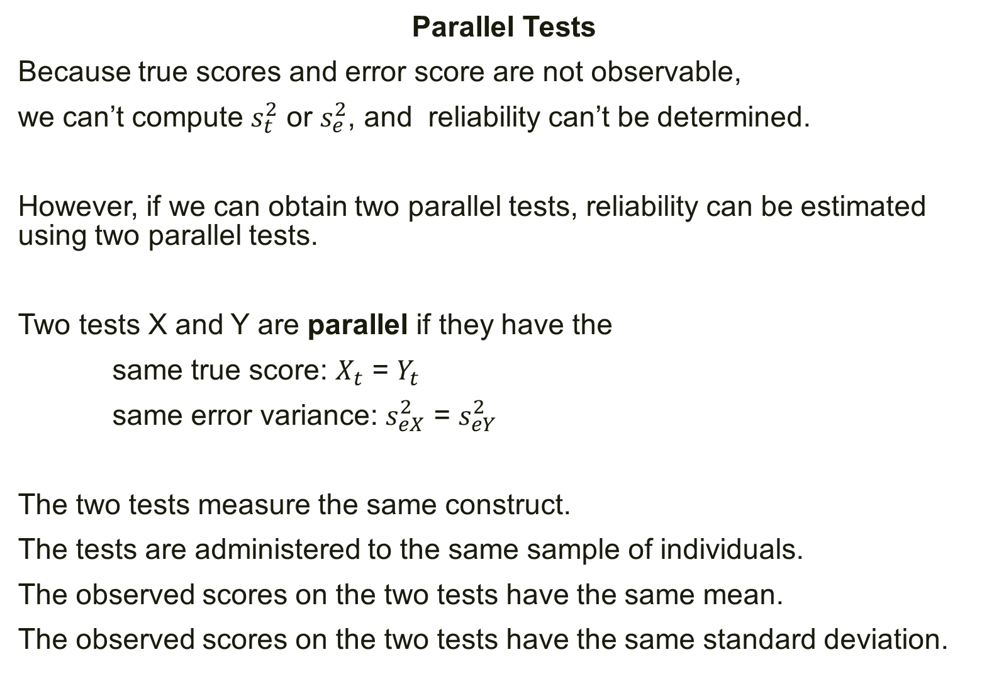 Parallel Tests
Because true scores and error score are not observable,
we can’t compute $s_t^2$ or $s_e^2$, and  reliability can’t be determined.
However, if we can obtain two parallel tests, reliability can be estimated
using two parallel tests.
Two tests X and Y are parallel if they have the
same true score: $X_t$ = $Y_t$
same error variance: $s_{eX}^2$ = $s_{eY}^2$
The two tests measure the same construct.
The tests are administered to the same sample of individuals.
The observed scores on the two tests have the same mean.
The observed scores on the two tests have the same standard deviation.